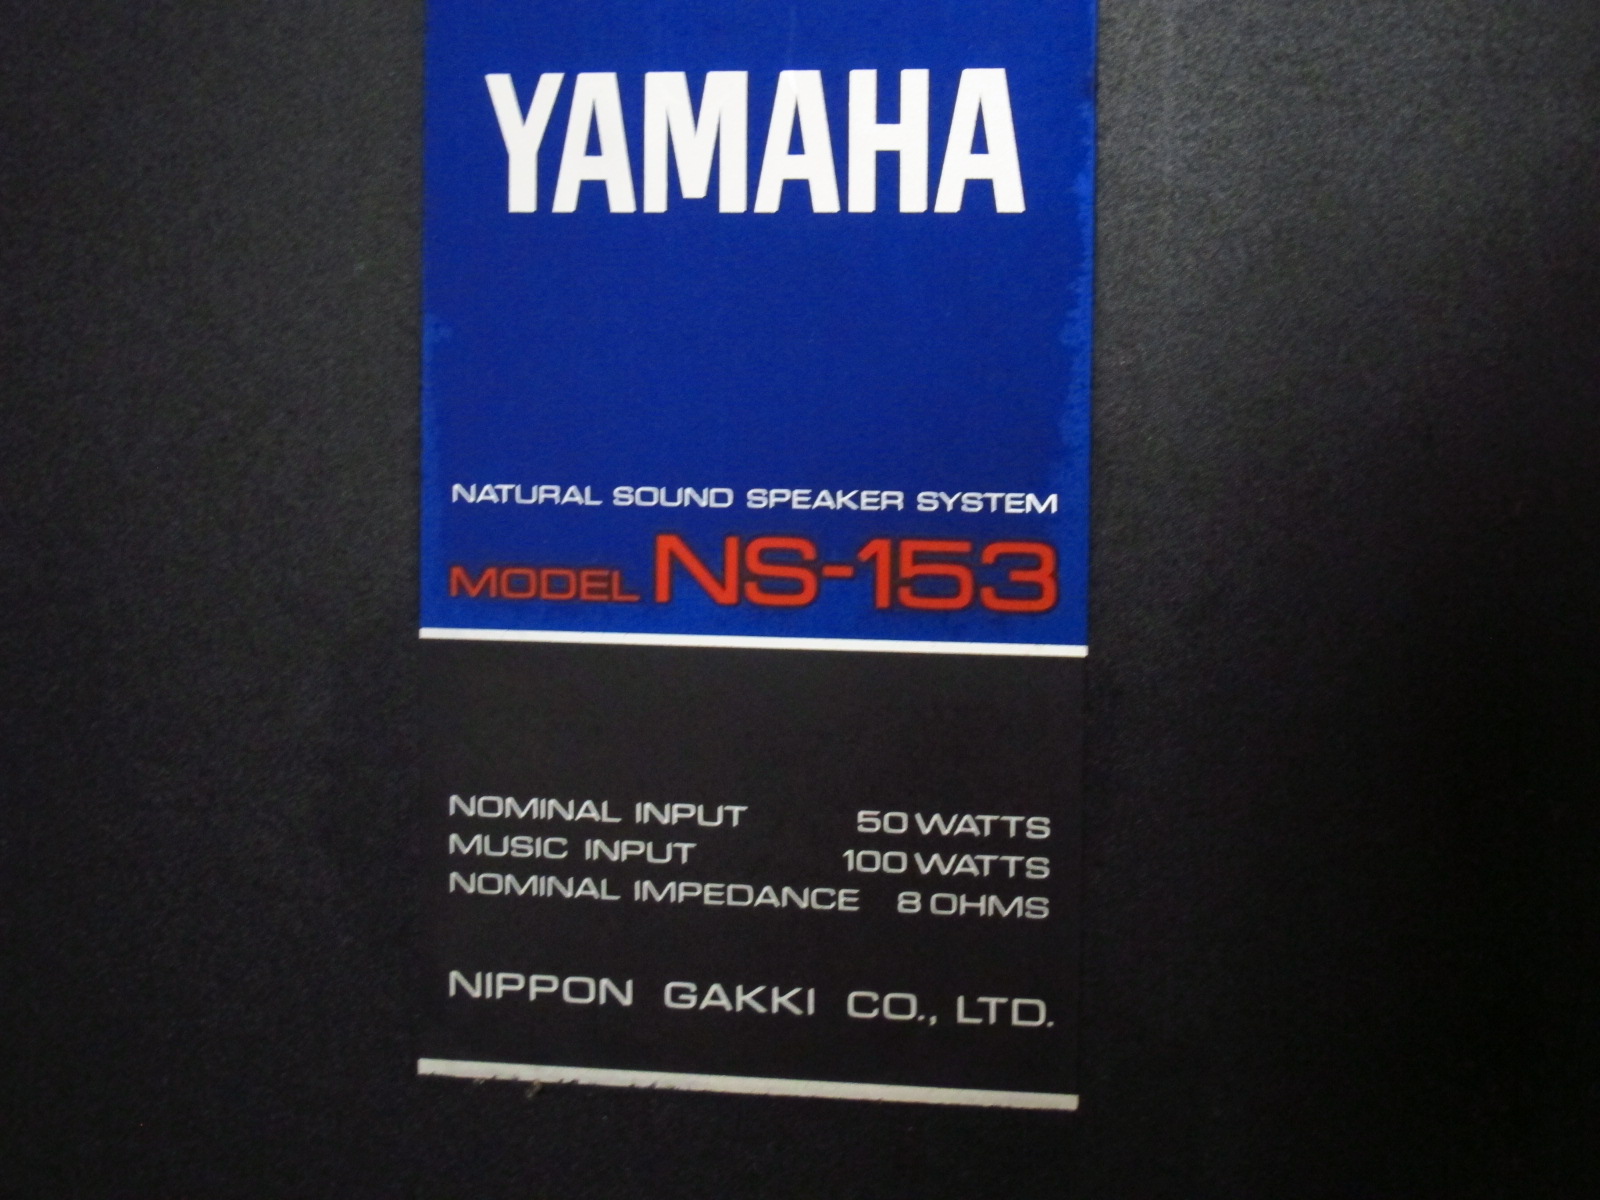 YAMAHA
NATURAL SOUND SPEAKER SYSTEM
MODEL NS-153
NOMINAL INPUT 50 WATTS
MUSIC INPUT 100 WATTS
NOMINAL IMPEDANCE 8 OHMS
NIPPON GAKKI CO., LTD.